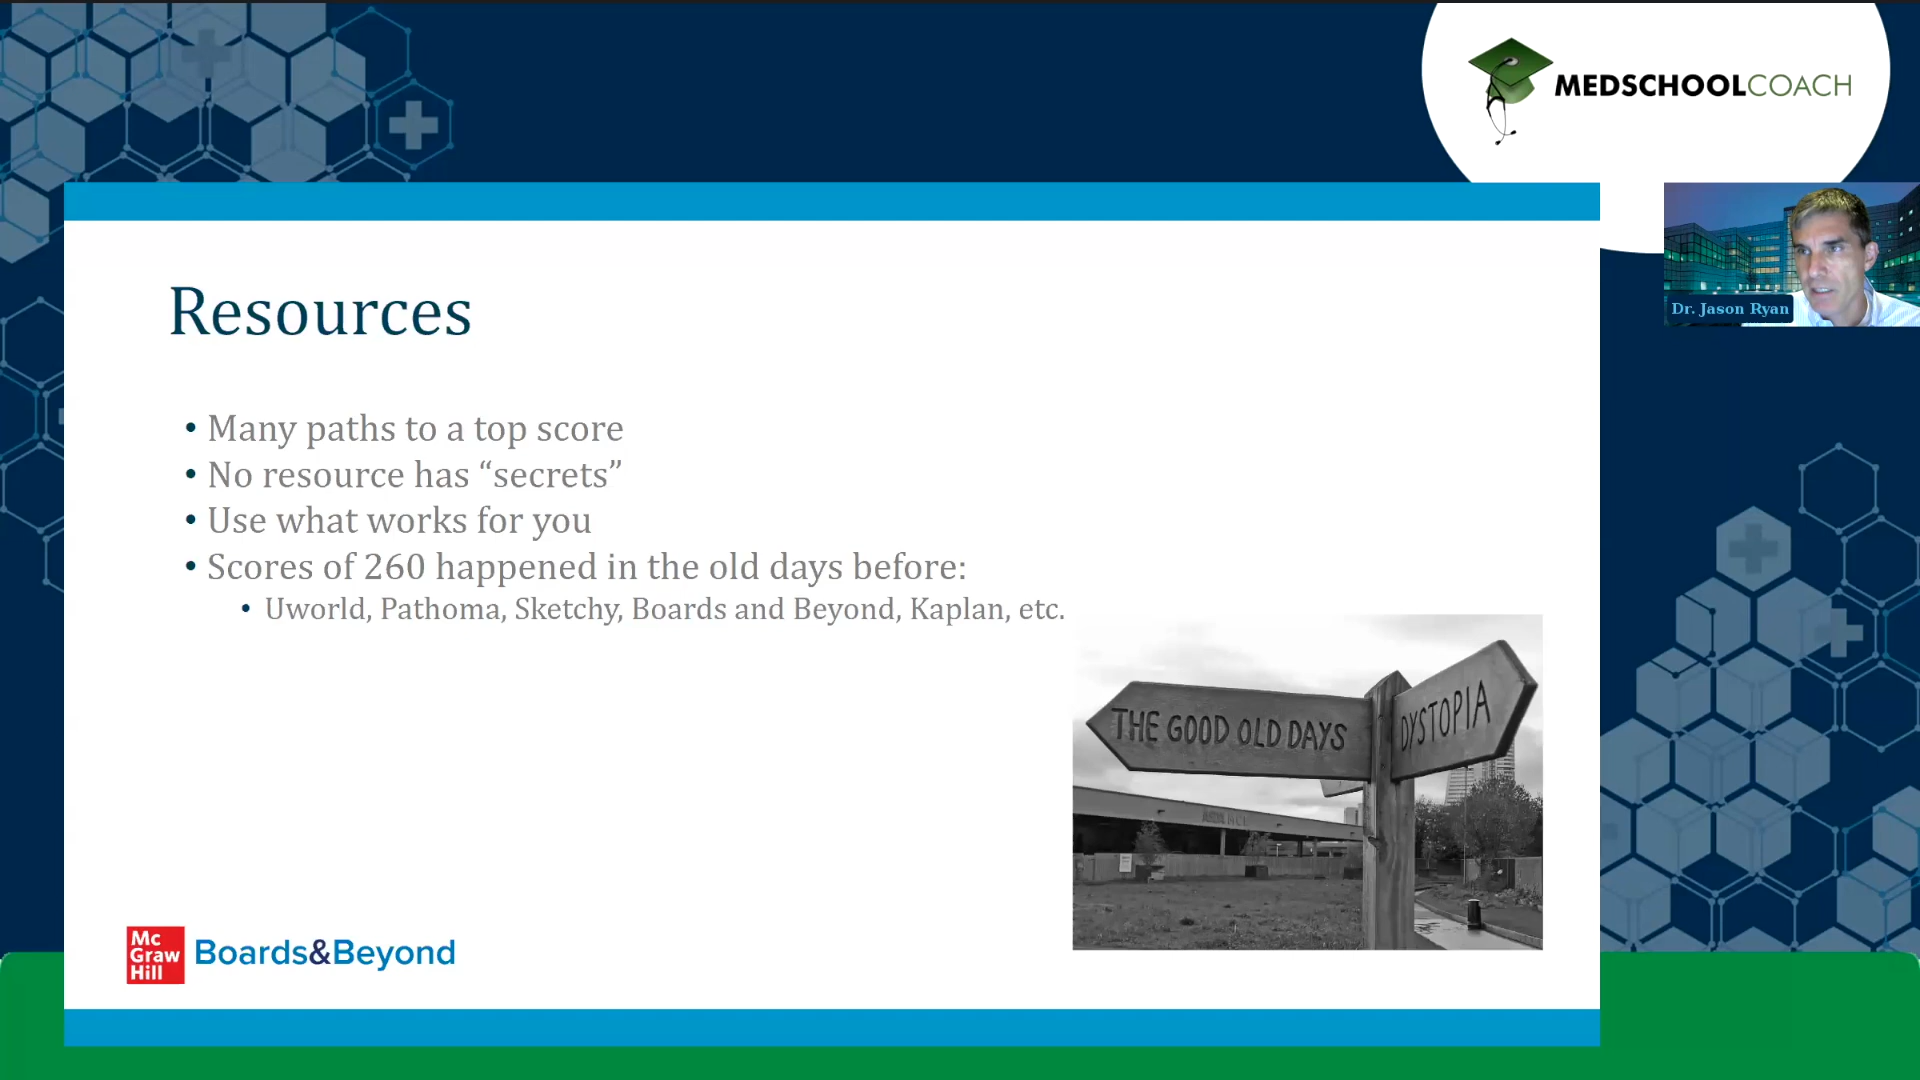 MEDSCHOOLCOACH
Dr. Jason Ryan
Resources
• Many paths to a top score
• No resource has “secrets”
• Use what works for you
• Scores of 260 happened in the old days before:
• Uworld, Pathoma, Sketchy, Boards and Beyond, Kaplan, etc.
THE GOOD OLD DAYS
DYSTOPIA
Mc
Graw
Hill
Boards&Beyond